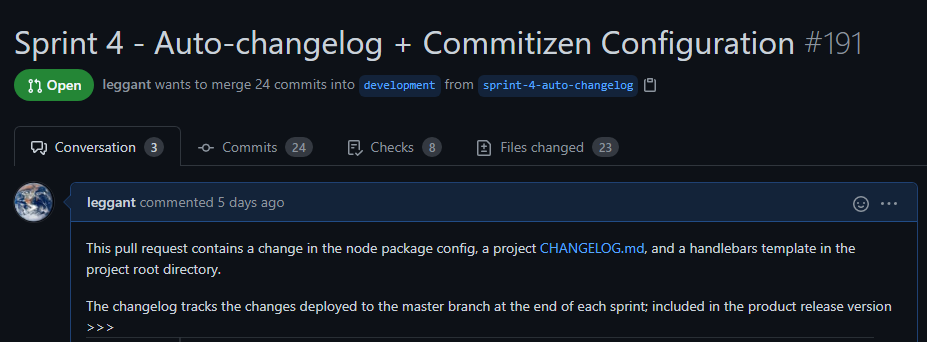 Sprint 4 - Auto-changelog + Commitizen Configuration #191
Open leggant wants to merge 24 commits into development from sprint-4-auto-changelog
Conversation 3 Commits 24 Checks 8 Files changed 23
leggant commented 5 days ago
This pull request contains a change in the node package config, a project CHANGELOG.md, and a handlebars template in the
project root directory.
The changelog tracks the changes deployed to the master branch at the end of each sprint; included in the product release version
>>>